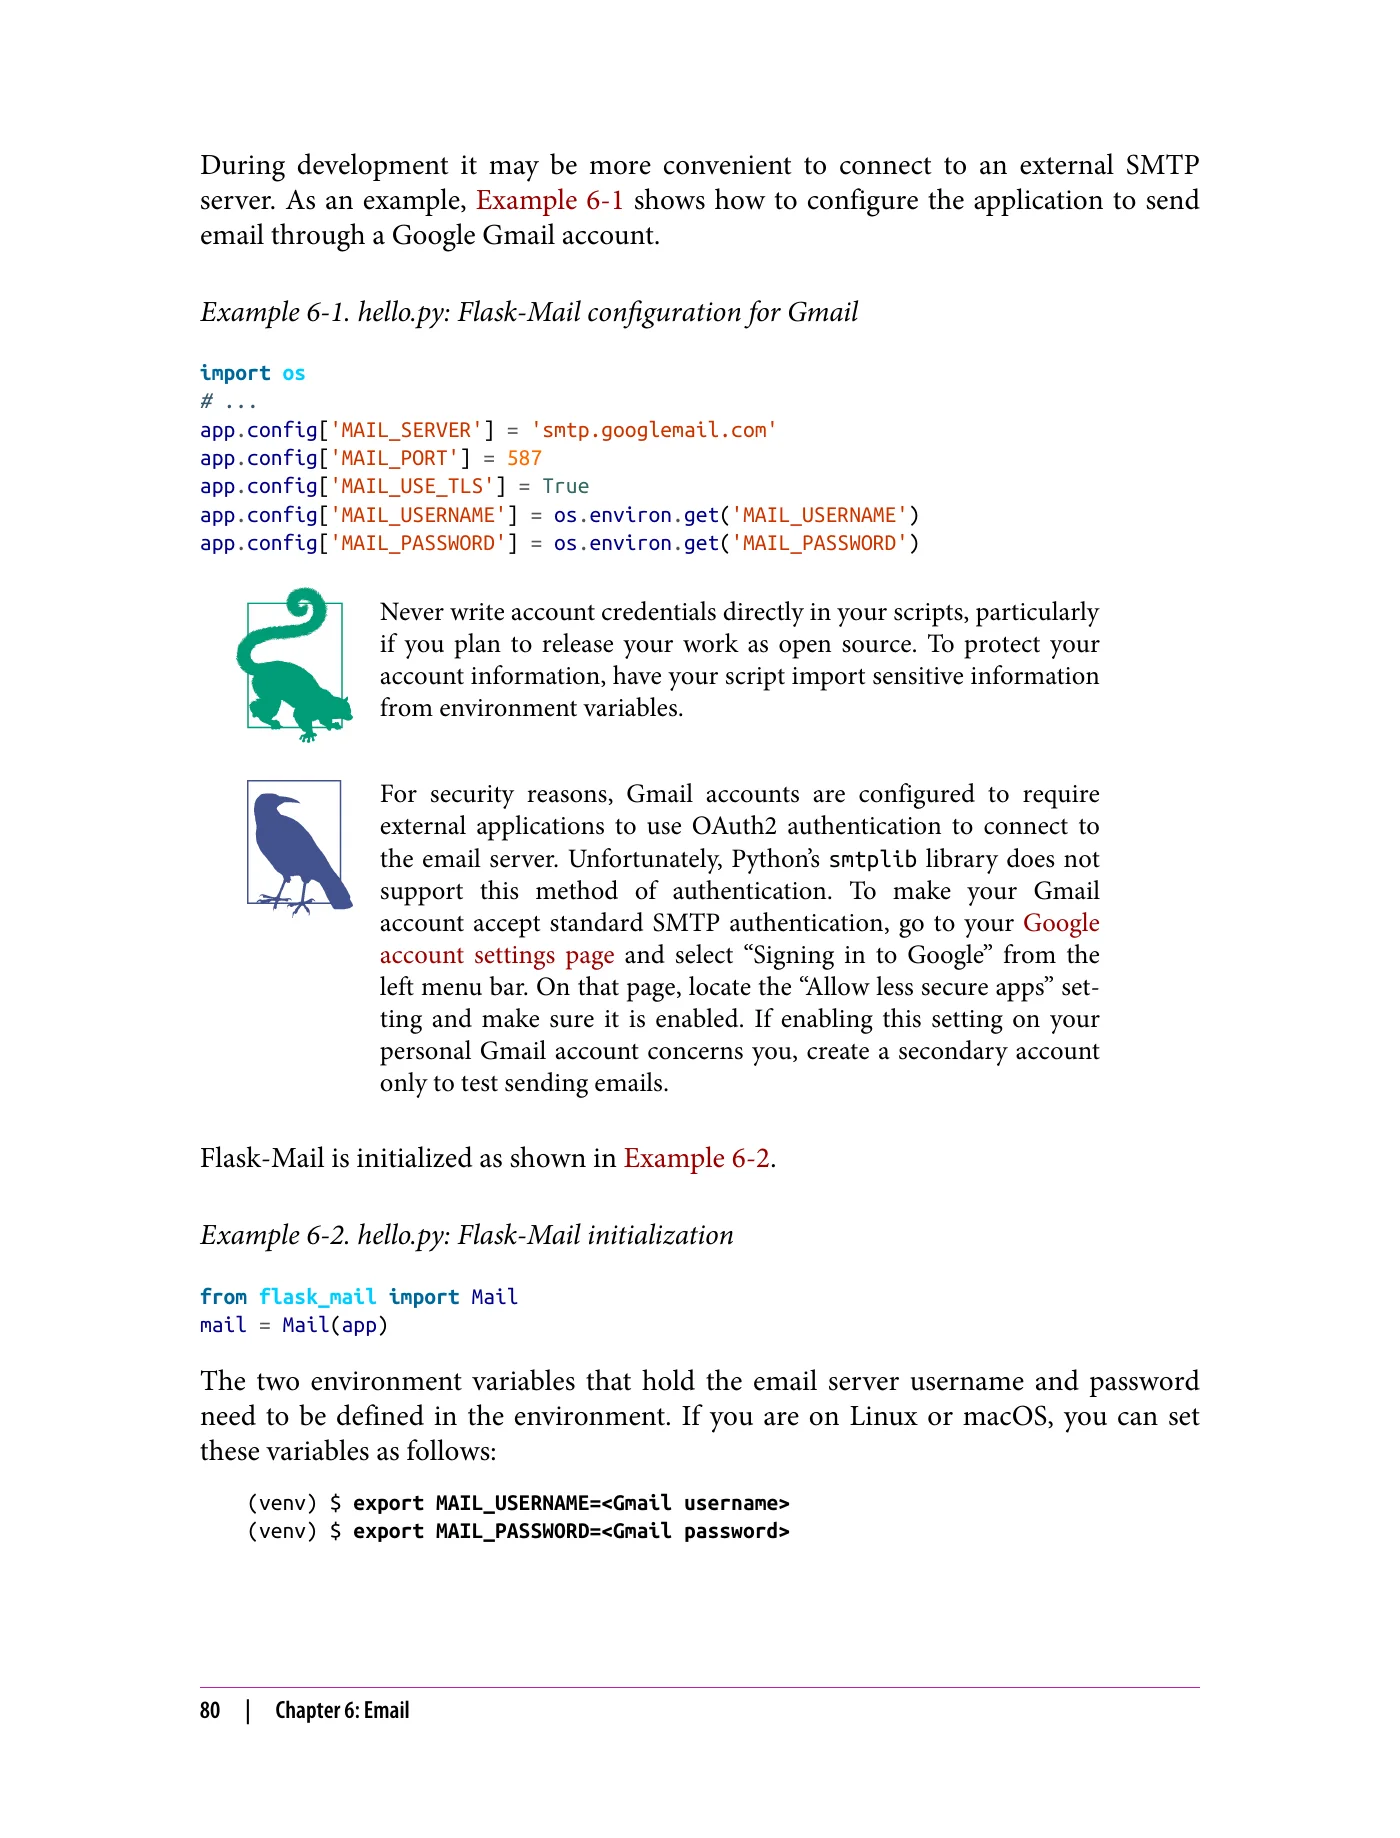 During development it may be more convenient to connect to an external SMTP
server. As an example, Example 6-1 shows how to configure the application to send
email through a Google Gmail account.
Example 6-1. hello.py: Flask-Mail configuration for Gmail
import os
# ...
app.config['MAIL_SERVER'] = 'smtp.googlemail.com'
app.config['MAIL_PORT'] = 587
app.config['MAIL_USE_TLS'] = True
app.config['MAIL_USERNAME'] = os.environ.get('MAIL_USERNAME')
app.config['MAIL_PASSWORD'] = os.environ.get('MAIL_PASSWORD')
Never write account credentials directly in your scripts, particularly
if you plan to release your work as open source. To protect your
account information, have your script import sensitive information
from environment variables.
For security reasons, Gmail accounts are configured to require
external applications to use OAuth2 authentication to connect to
the email server. Unfortunately, Python’s smtplib library does not
support this method of authentication. To make your Gmail
account accept standard SMTP authentication, go to your Google
account settings page and select “Signing in to Google” from the
left menu bar. On that page, locate the “Allow less secure apps” set-
ting and make sure it is enabled. If enabling this setting on your
personal Gmail account concerns you, create a secondary account
only to test sending emails.
Flask-Mail is initialized as shown in Example 6-2.
Example 6-2. hello.py: Flask-Mail initialization
from flask_mail import Mail
mail = Mail(app)
The two environment variables that hold the email server username and password
need to be defined in the environment. If you are on Linux or macOS, you can set
these variables as follows:
(venv) $ export MAIL_USERNAME=<Gmail username>
(venv) $ export MAIL_PASSWORD=<Gmail password>
80 | Chapter 6: Email